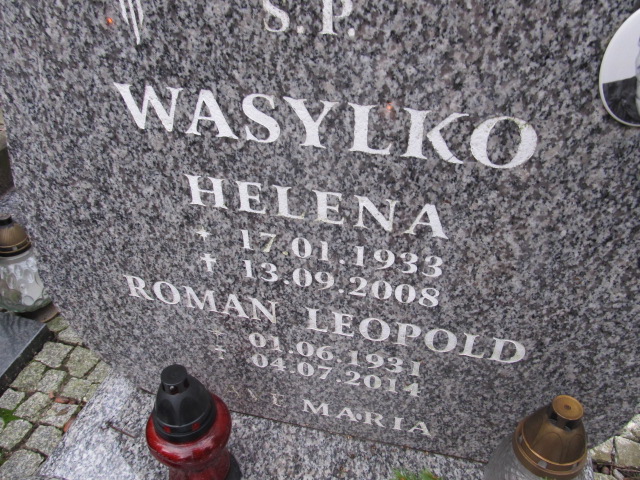 S.P.
WASYLKO
HELENA
* 17.01.1933
† 13.09.2008
ROMAN LEOPOLD
* 01.06.1931
† 04.07.2014
E MARIA